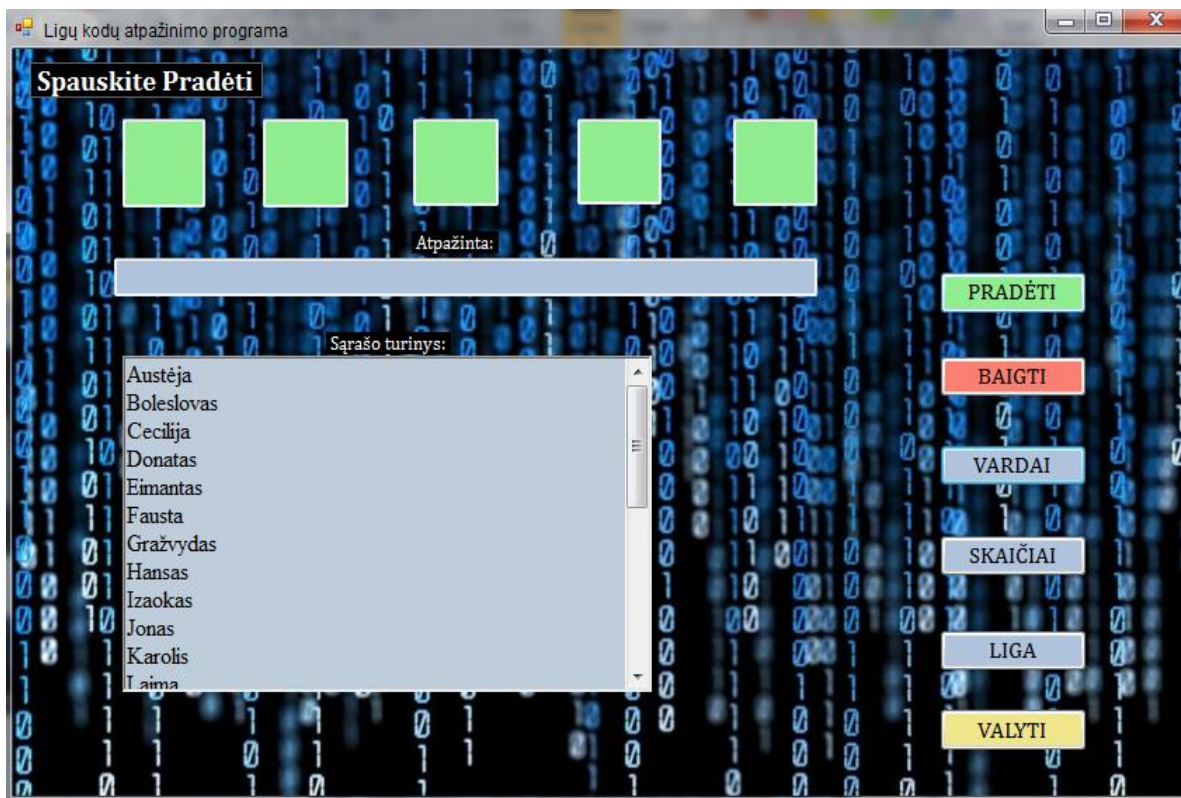 Ligų kodų atpažinimo programa
Spauskite Pradėti
Atpažinta:
PRADĖTI
Sąrašo turinys:
Austėja
Boleslovas
Cecilija
Donatas
Eimantas
Fausta
Gražvydas
Hansas
Izaokas
Jonas
Karolis
Laima
BAIGTI
VARDAI
SKAIČIAI
LIGA
VALYTI